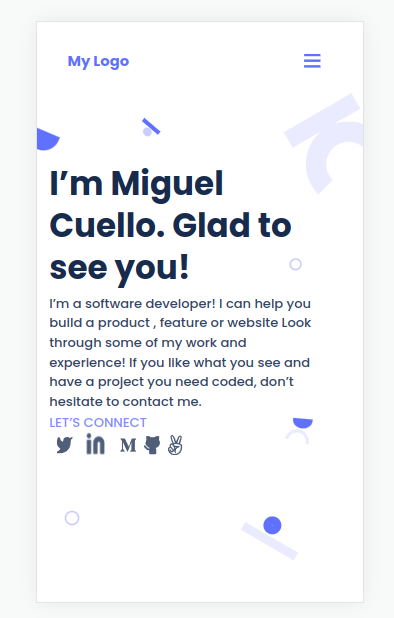 My Logo
I’m Miguel
Cuello. Glad to
see you!
I’m a software developer! I can help you
build a product , feature or website Look
through some of my work and
experience! If you like what you see and
have a project you need coded, don’t
hesitate to contact me.
LET’S CONNECT